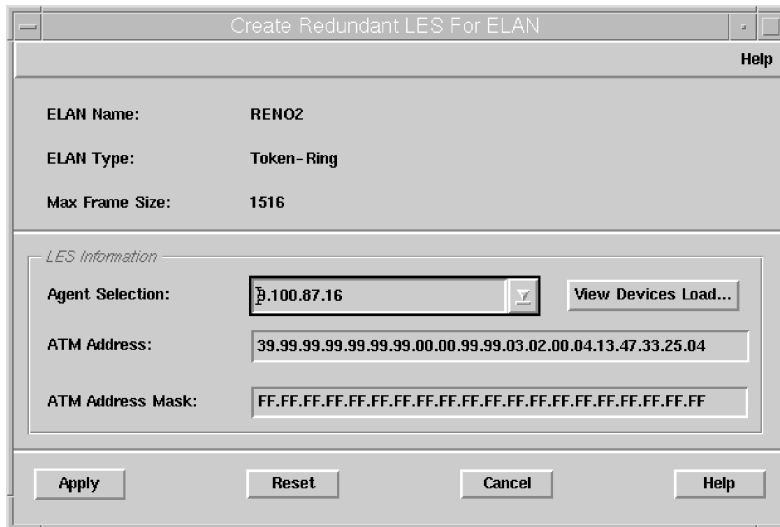 Create Redundant LES For ELAN
Help
ELAN Name: RENO2
ELAN Type: Token-Ring
Max Frame Size: 1516
LES Information
Agent Selection: 9.100.87.16 View Devices Load...
ATM Address: 39.99.99.99.99.99.99.00.00.99.99.03.02.00.04.13.47.33.25.04
ATM Address Mask: FF.FF.FF.FF.FF.FF.FF.FF.FF.FF.FF.FF.FF.FF.FF.FF.FF.FF.FF
Apply Reset Cancel Help